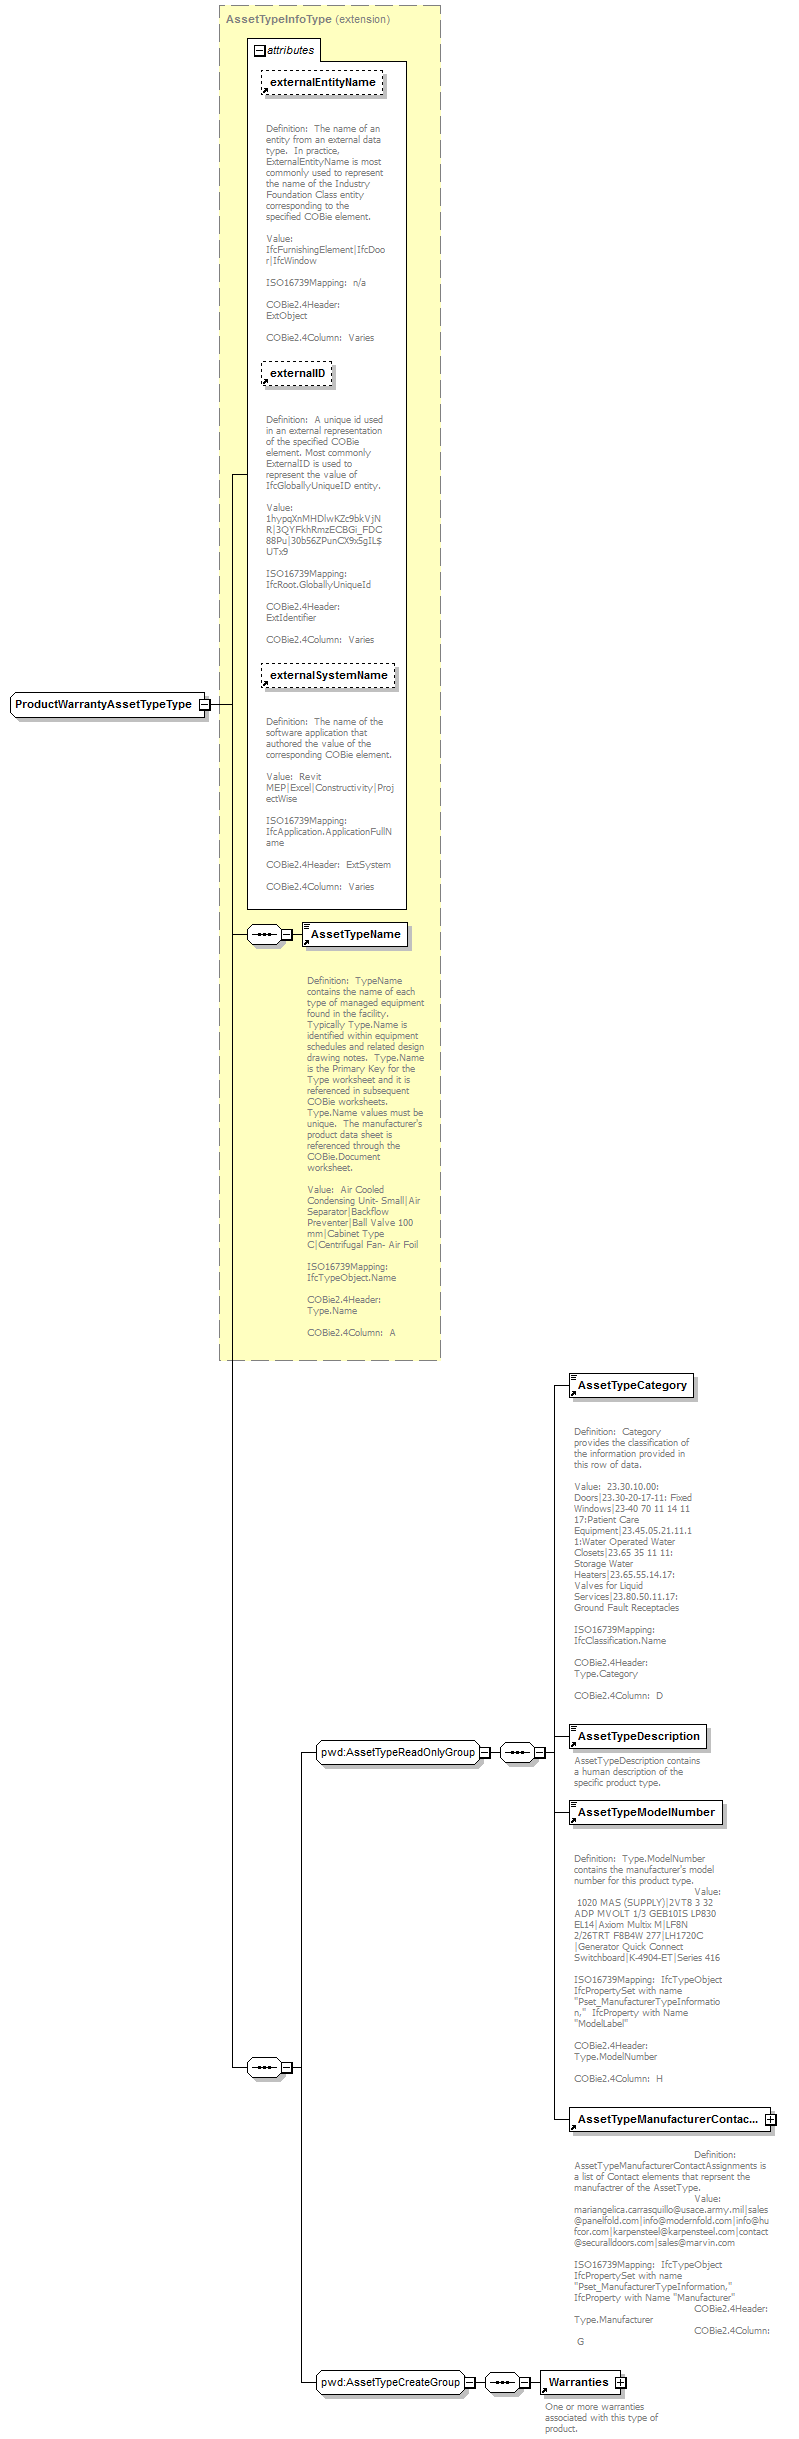 AssetTypeInfoType (extension)
attributes
externalEntityName
Definition:  The name of an
entity from an external data
type.  In practice,
ExternalEntityName is most
commonly used to represent
the name of the Industry
Foundation Class entity
corresponding to the
specified COBie element.
Value:
IfcFurnishingElement|IfcDoo
r|IfcWindow
ISO16739Mapping:  n/a
COBie2.4Header:
ExtObject
COBie2.4Column:  Varies
externalID
Definition:  A unique id used
in an external representation
of the specified COBie
element. Most commonly
ExternalID is used to
represent the value of
IfcGloballyUniqueID entity.
Value:
1hypqXnMHDlwKZc9bkVjN
R|3QYFkhRmzECBGi_FDC
88Pu|30b56ZPunCX9x5gIL$
UTx9
ISO16739Mapping:
IfcRoot.GloballyUniqueId
COBie2.4Header:
ExtIdentifier
COBie2.4Column:  Varies
externalSystemName
Definition:  The name of the
software application that
authored the value of the
corresponding COBie element.
Value:  Revit
MEP|Excel|Constructivity|Proj
ectWise
ISO16739Mapping:
IfcApplication.ApplicationFullN
ame
COBie2.4Header:  ExtSystem
COBie2.4Column:  Varies
ProductWarrantyAssetTypeType
AssetTypeName
Definition:  TypeName
contains the name of each
type of managed equipment
found in the facility.
Typically Type.Name is
identified within equipment
schedules and related design
drawing notes.  Type.Name
is the Primary Key for the
Type worksheet and it is
referenced in subsequent
COBie worksheets.
Type.Name values must be
unique.  The manufacturer's
product data sheet is
referenced through the
COBie.Document
worksheet.
Value:  Air Cooled
Condensing Unit- Small|Air
Separator|Backflow
Preventer|Ball Valve 100
mm|Cabinet Type
C|Centrifugal Fan- Air Foil
ISO16739Mapping:
IfcTypeObject.Name
COBie2.4Header:
Type.Name
COBie2.4Column:  A
AssetTypeCategory
Definition:  Category
provides the classification of
the information provided in
this row of data.
Value:  23.30.10.00:
Doors|23.30-20-17-11: Fixed
Windows|23-40 70 11 14 11
17:Patient Care
Equipment|23.45.05.21.11.1
1:Water Operated Water
Closets|23.65 35 11 11:
Storage Water
Heaters|23.65.55.14.17:
Valves for Liquid
Services|23.80.50.11.17:
Ground Fault Receptacles
ISO16739Mapping:
IfcClassification.Name
COBie2.4Header:
Type.Category
COBie2.4Column:  D
pwd:AssetTypeReadOnlyGroup
AssetTypeDescription
AssetTypeDescription contains
a human description of the
specific product type.
AssetTypeModelNumber
Definition:  Type.ModelNumber
contains the manufacturer's model
number for this product type.
Value:
1020 MAS (SUPPLY)|2VT8 3 32
ADP MVOLT 1/3 GEB10IS LP830
EL14|Axiom Multix M|LF8N
2/26TRT F8B4W 277|LH1720C
|Generator Quick Connect
Switchboard|K-4904-ET|Series 416
ISO16739Mapping:  IfcTypeObject
IfcPropertySet with name
"Pset_ManufacturerTypeInformatio
n,"  IfcProperty with Name
"ModelLabel"
COBie2.4Header:
Type.ModelNumber
COBie2.4Column:  H
AssetTypeManufacturerContac...
Definition:
AssetTypeManufacturerContactAssignments is
a list of Contact elements that reprsent the
manufactrer of the AssetType.
Value:
mariangelica.carrasquillo@usace.army.mil|sales
@panelfold.com|info@modernfold.com|info@hu
fcor.com|karpensteel@karpensteel.com|contact
@securalldoors.com|sales@marvin.com
ISO16739Mapping:  IfcTypeObject
IfcPropertySet with name
"Pset_ManufacturerTypeInformation,"
IfcProperty with Name "Manufacturer"
COBie2.4Header:
Type.Manufacturer
COBie2.4Column:
G
pwd:AssetTypeCreateGroup
Warranties
One or more warranties
associated with this type of
product.